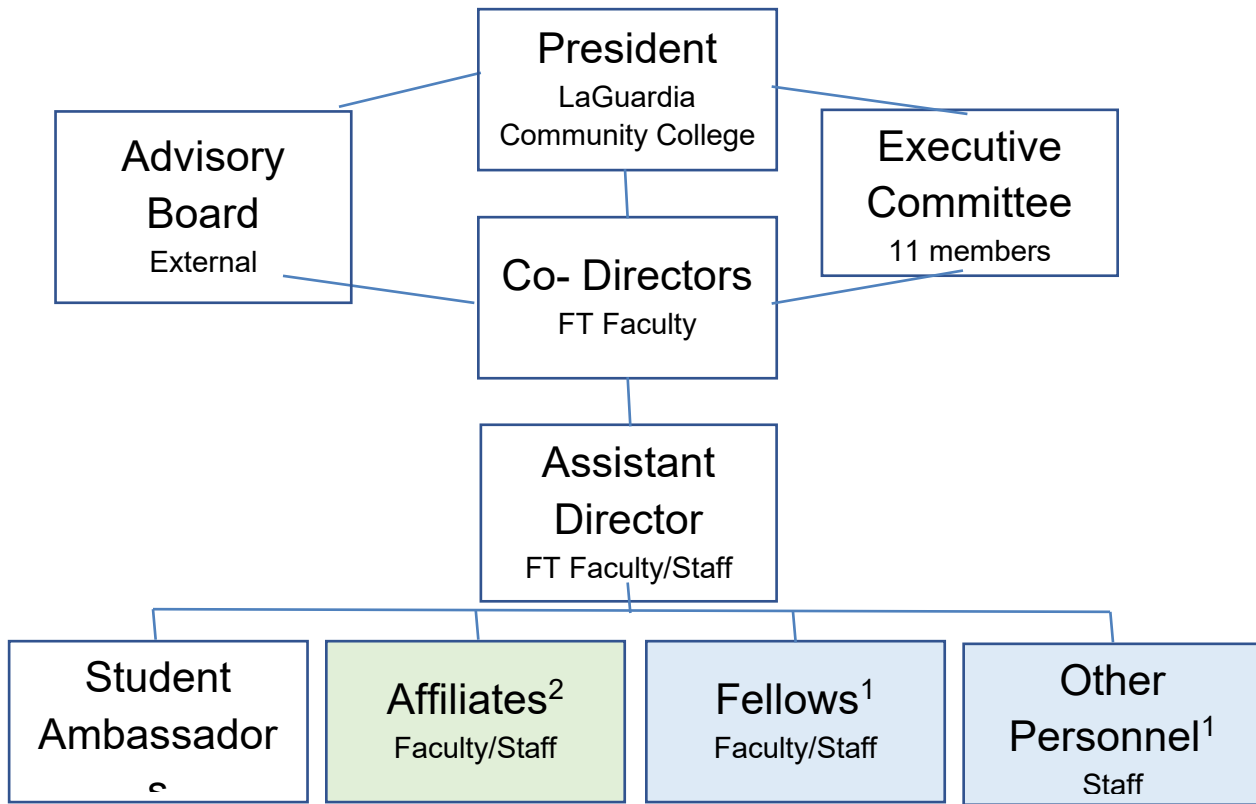 President
LaGuardia
Community College
Advisory
Board
External
Executive
Committee
11 members
Co- Directors
FT Faculty
Assistant
Director
FT Faculty/Staff
Student
Ambassador
s
Affiliates²
Faculty/Staff
Fellows¹
Faculty/Staff
Other
Personnel¹
Staff